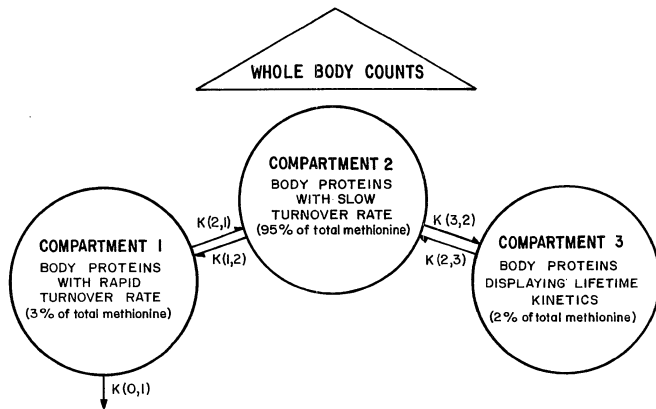 WHOLE BODY COUNTS
COMPARTMENT 2
BODY PROTEINS
WITH SLOW
TURNOVER RATE
(95% of total methionine)
K(2,1)
K(1,2)
K(3,2)
K(2,3)
COMPARTMENT 1
BODY PROTEINS
WITH RAPID
TURNOVER RATE
(3% of total methionine)
K(0,1)
COMPARTMENT 3
BODY PROTEINS
DISPLAYING LIFETIME
KINETICS
(2% of total methionine)